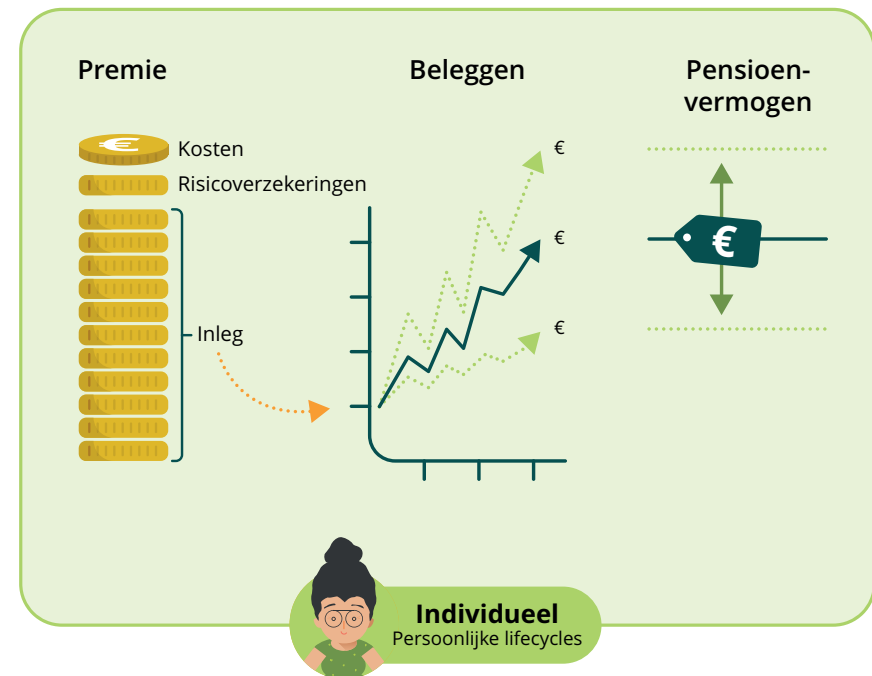 Premie
Beleggen
Pensioen-
vermogen
€
Kosten
Risicoverzekeringen
Inleg
€
€
€
€
Individueel
Persoonlijke lifecycles